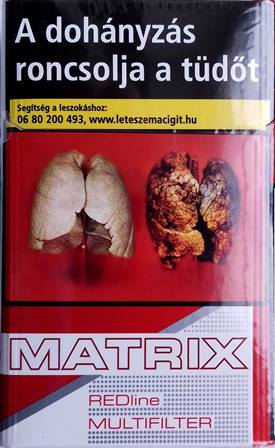 A dohányzás
roncsolja a tüdőt
Segítség a leszokáshoz:
06 80 200 493, www.leteszemacigit.hu
MATRIX
REDline
MULTIFILTER